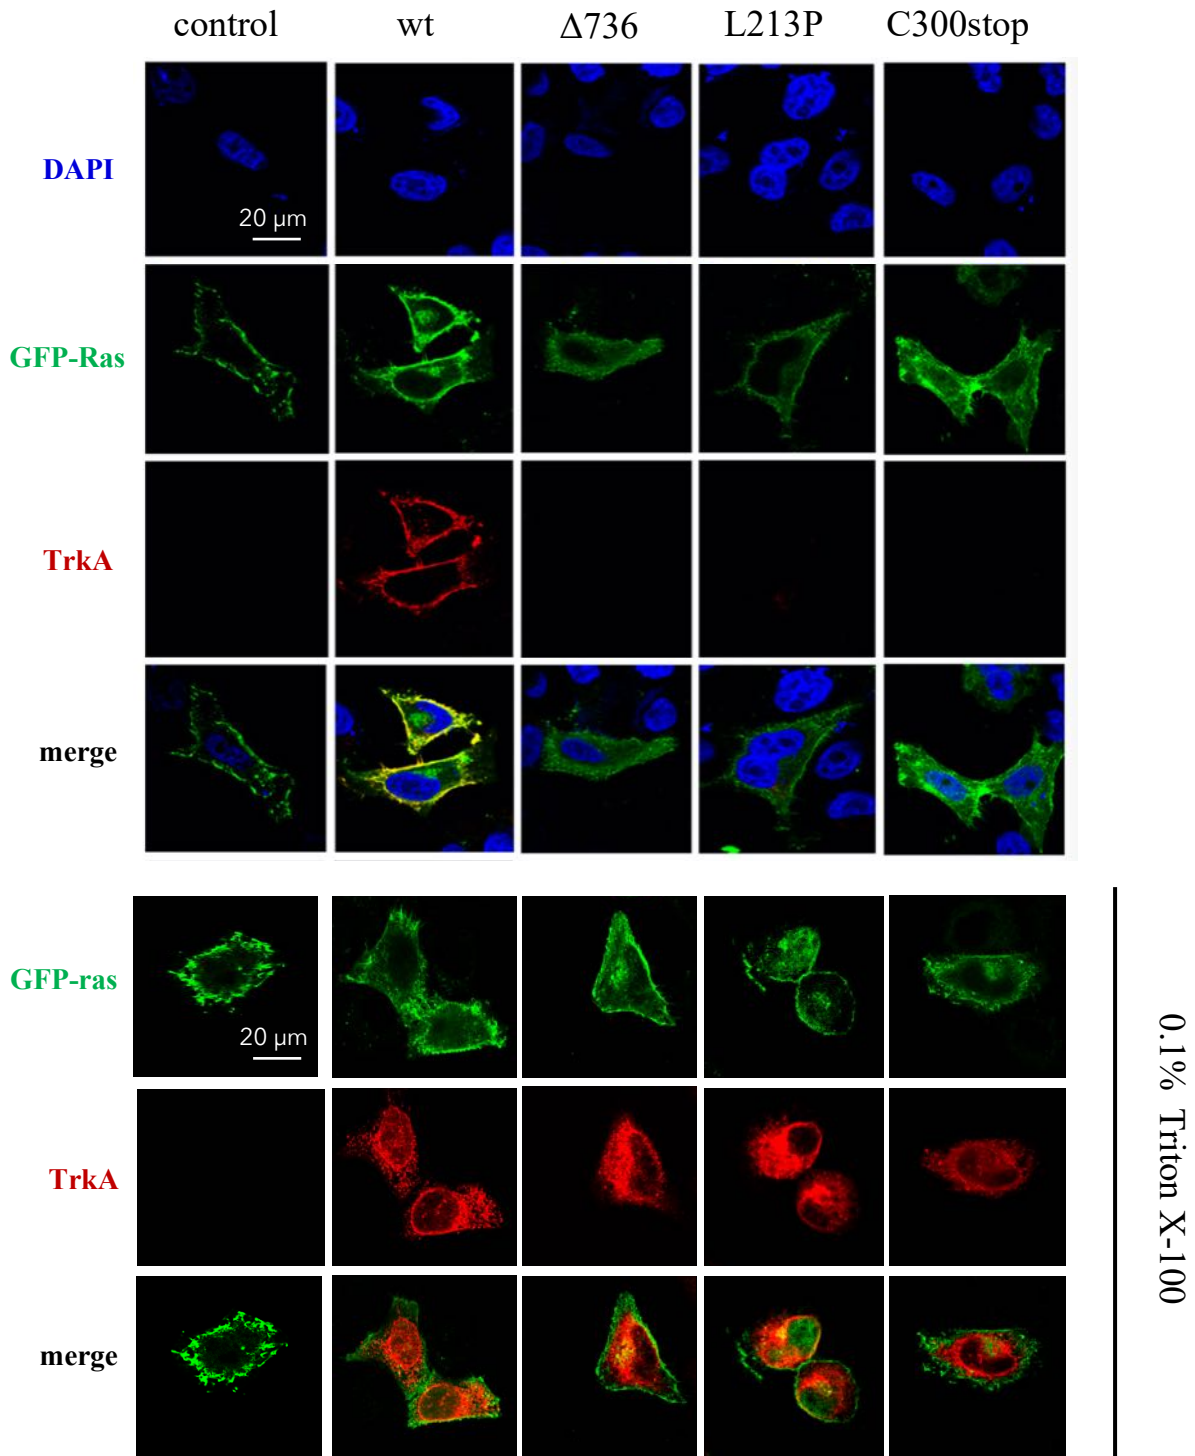 control wt Δ736 L213P C300stop
DAPI
20 µm
GFP-Ras
TrkA
merge
GFP-ras
20 µm
TrkA
merge
0.1% Triton X-100